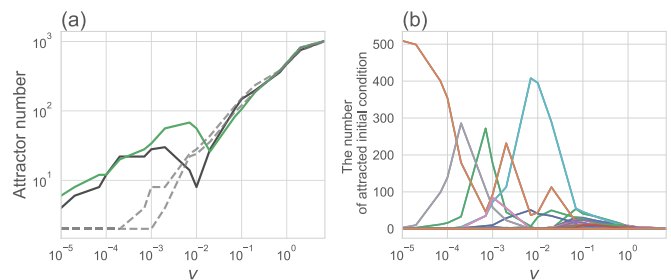 (a)
Attractor number
10³
10²
10¹
10⁻⁵ 10⁻⁴ 10⁻³ 10⁻² 10⁻¹ 10⁰
ν
(b)
The number
of attracted initial condition
500
400
300
200
100
0
10⁻⁵ 10⁻⁴ 10⁻³ 10⁻² 10⁻¹ 10⁰
ν